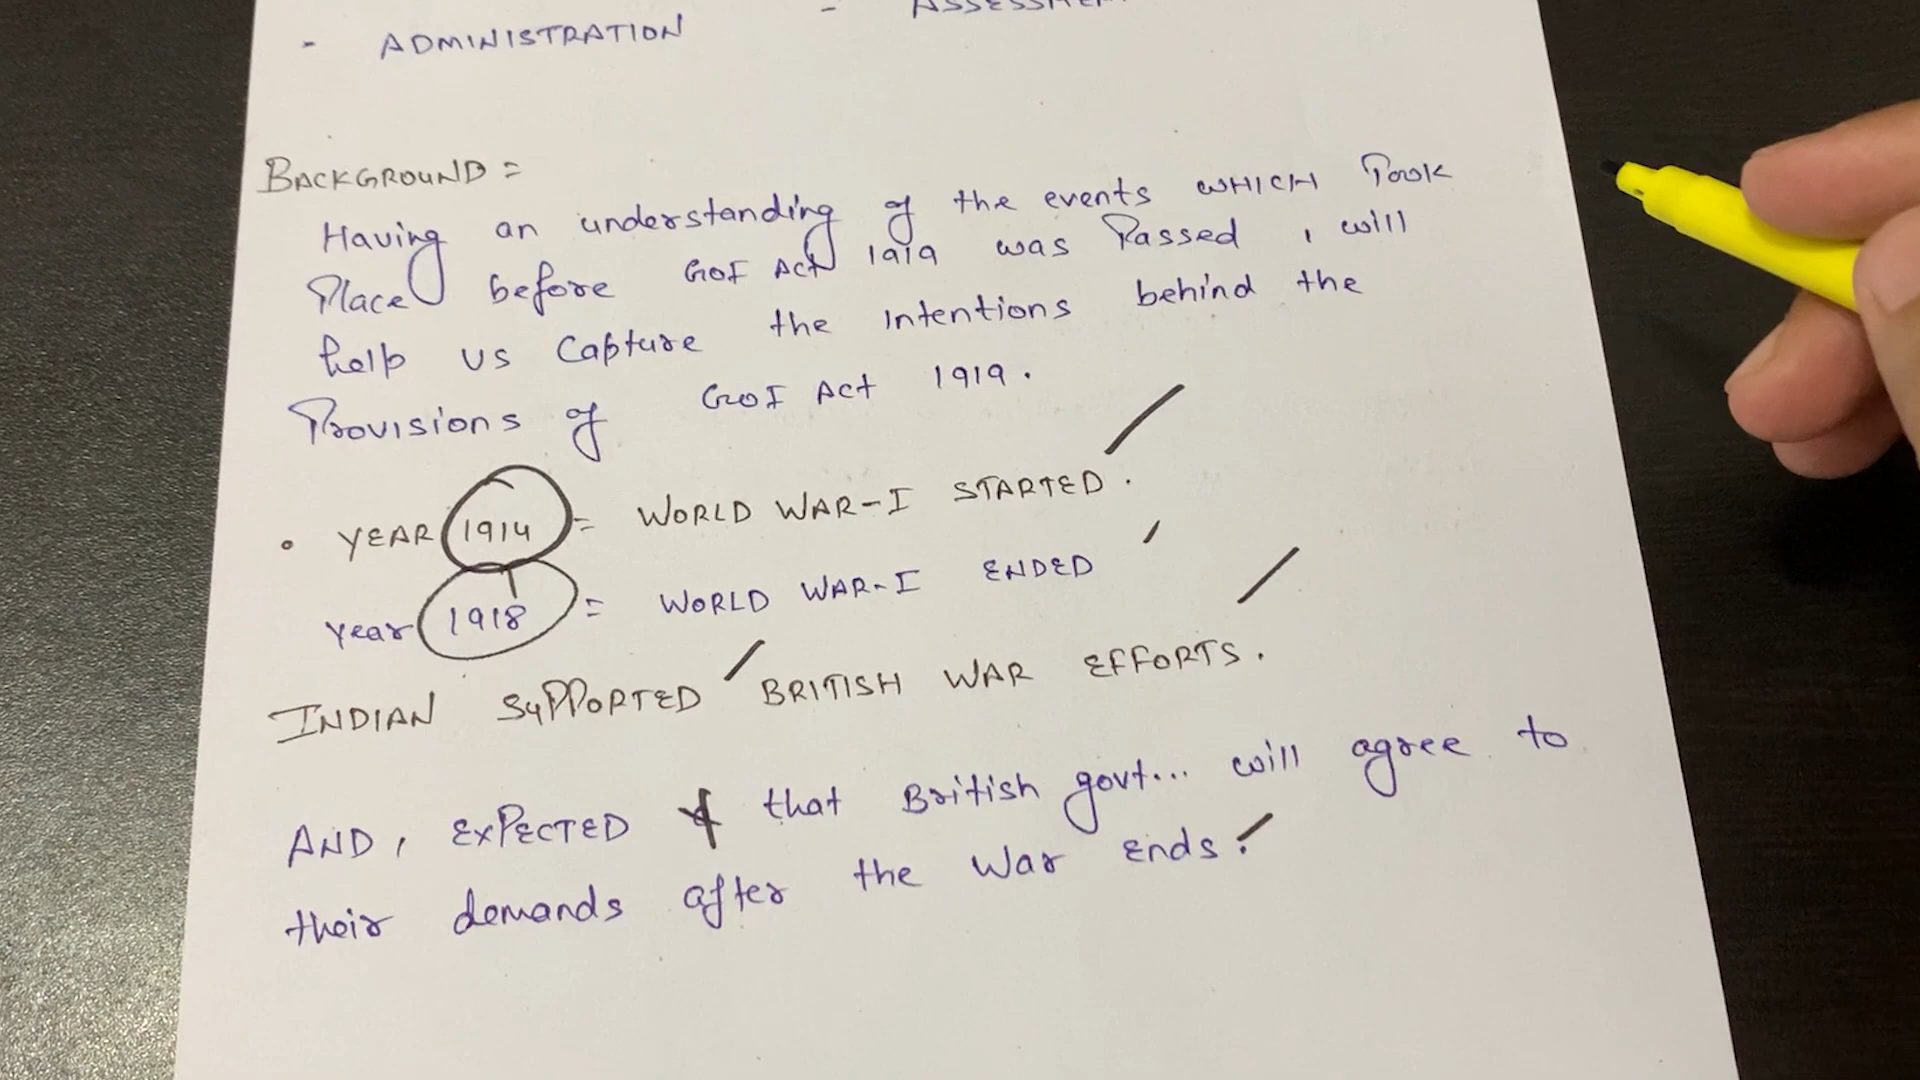 - ADMINISTRATION - ASSESSMEN
BACKGROUND =
Having an understanding of the events WHICH Took
Place before GOI Act 1919 was Passed, will
help us Capture the intentions behind the
Provisions of GOI Act 1919.
• YEAR 1914 = WORLD WAR-I STARTED.
Year 1918 = WORLD WAR-I ENDED
INDIAN SUPPORTED BRITISH WAR EFFORTS.
AND, EXPECTED that British govt... will agree to
their demands after the War Ends.